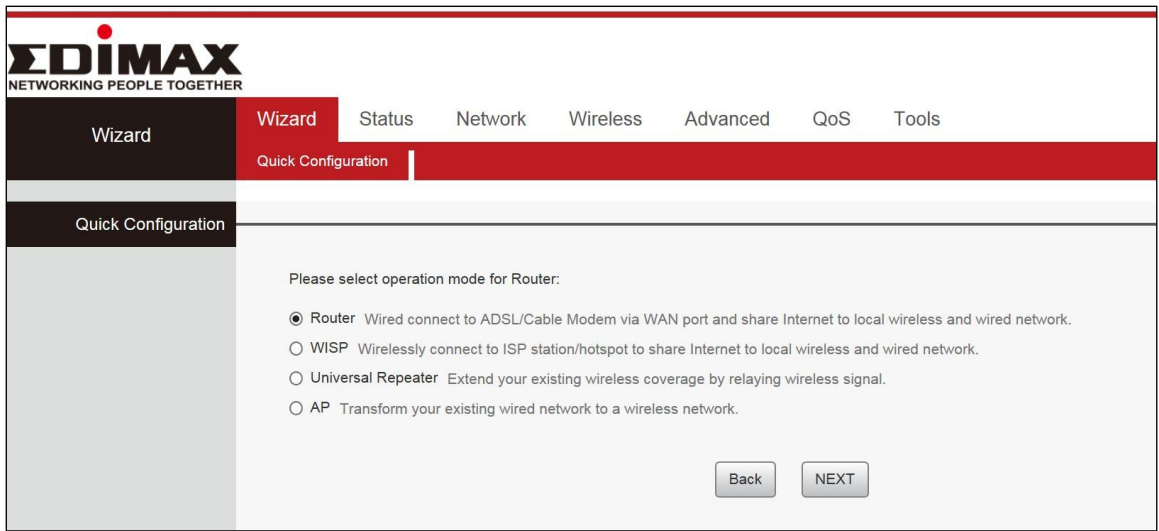 EDIMAX
NETWORKING PEOPLE TOGETHER
Wizard
Wizard Status Network Wireless Advanced QoS Tools
Quick Configuration
Quick Configuration
Please select operation mode for Router:
Router Wired connect to ADSL/Cable Modem via WAN port and share Internet to local wireless and wired network.
WISP Wirelessly connect to ISP station/hotspot to share Internet to local wireless and wired network.
Universal Repeater Extend your existing wireless coverage by relaying wireless signal.
AP Transform your existing wired network to a wireless network.
Back NEXT